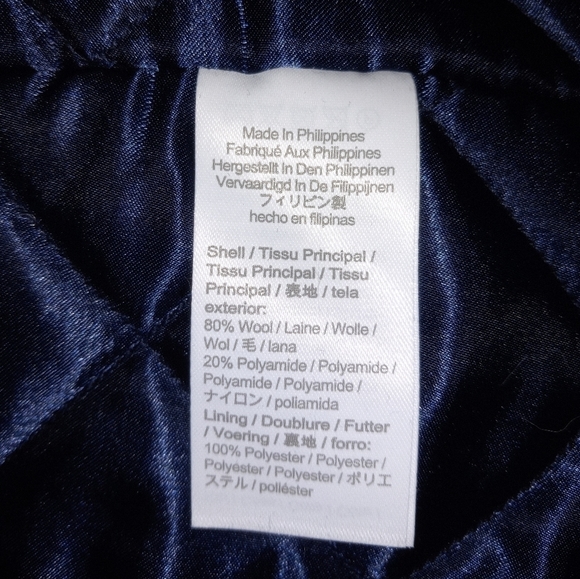 Made In Philippines
Fabriqué Aux Philippines
Hergestellt In Den Philippinen
Vervaardigd In De Filippijnen
フィリピン製
hecho en filipinas
Shell / Tissu Principal /
Tissu Principal / Tissu
Principal / 表地 / tela
exterior:
80% Wool / Laine / Wolle /
Wol / 毛 / lana
20% Polyamide / Polyamide /
Polyamide / Polyamide /
ナイロン / poliamida
Lining / Doublure / Futter
/ Voering / 裏地 / forro:
100% Polyester / Polyester /
Polyester / Polyester / ポリエ
ステル / poliéster